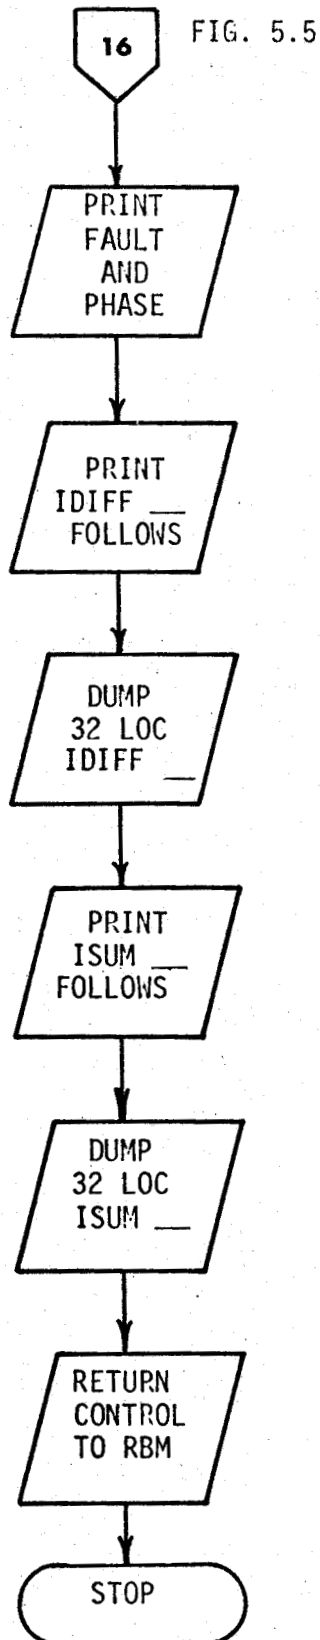 16 FIG. 5.5
PRINT
FAULT
AND
PHASE
PRINT
IDIFF __
FOLLOWS
DUMP
32 LOC
IDIFF __
PRINT
ISUM __
FOLLOWS
DUMP
32 LOC
ISUM __
RETURN
CONTROL
TO RBM
STOP